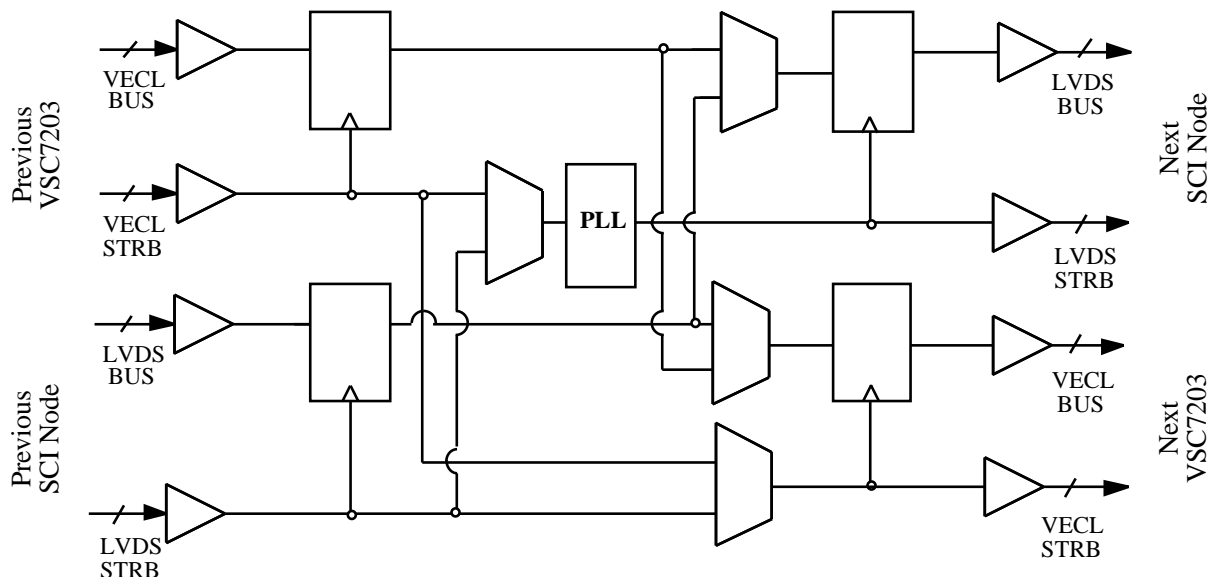 VECL
BUS
LVDS
BUS
Previous
VSC7203
Next
SCI Node
VECL
STRB
PLL
LVDS
STRB
LVDS
BUS
VECL
BUS
Previous
SCI Node
Next
VSC7203
LVDS
STRB
VECL
STRB